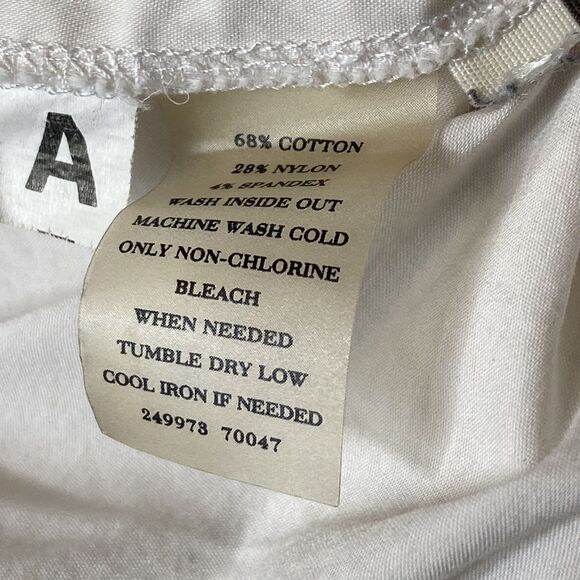 A
68% COTTON
28% NYLON
4% SPANDEX
WASH INSIDE OUT
MACHINE WASH COLD
ONLY NON-CHLORINE
BLEACH
WHEN NEEDED
TUMBLE DRY LOW
COOL IRON IF NEEDED
249973 70047